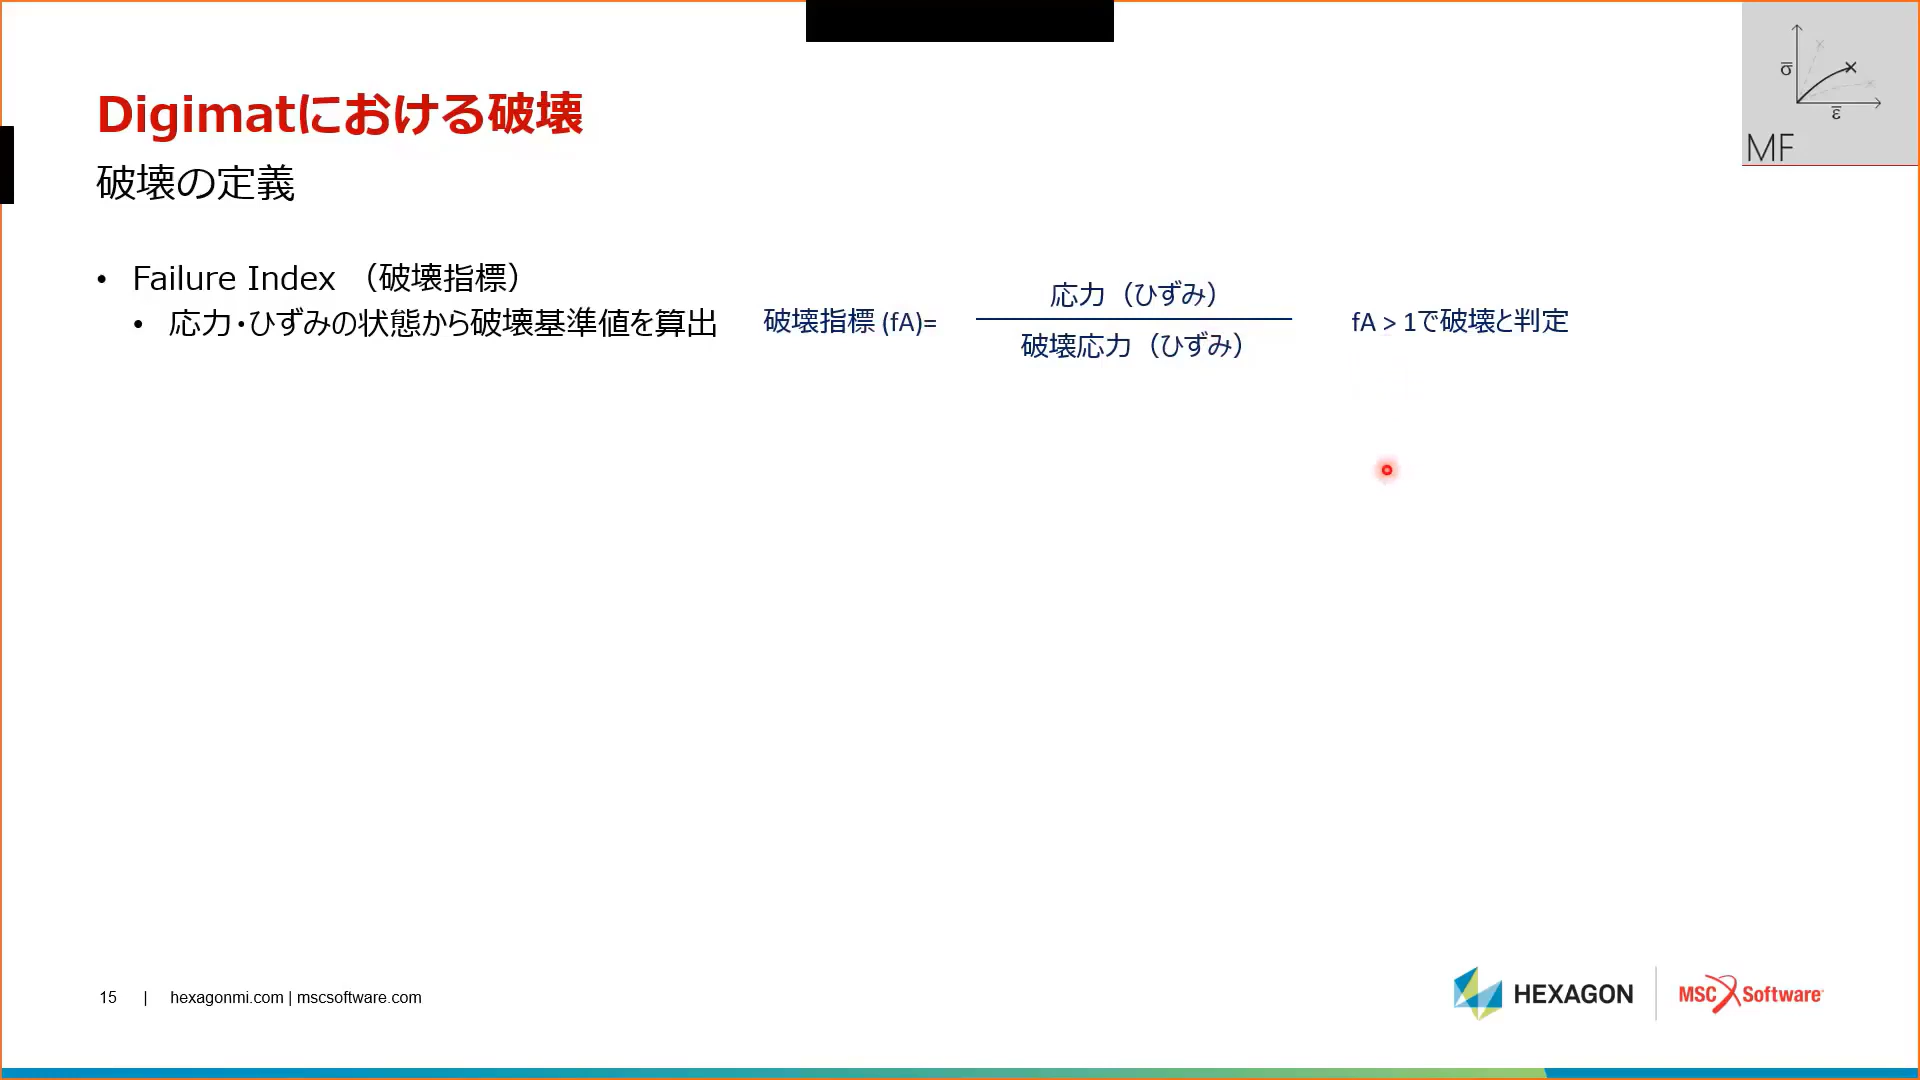 Digimatにおける破壊
破壊の定義
• Failure Index （破壊指標）
• 応力・ひずみの状態から破壊基準値を算出
破壊指標 (fA)=
応力（ひずみ）
破壊応力（ひずみ）
fA > 1で破壊と判定
σ̅
ε̅
MF
15 | hexagonmi.com | mscsoftware.com
HEXAGON
MSC Software